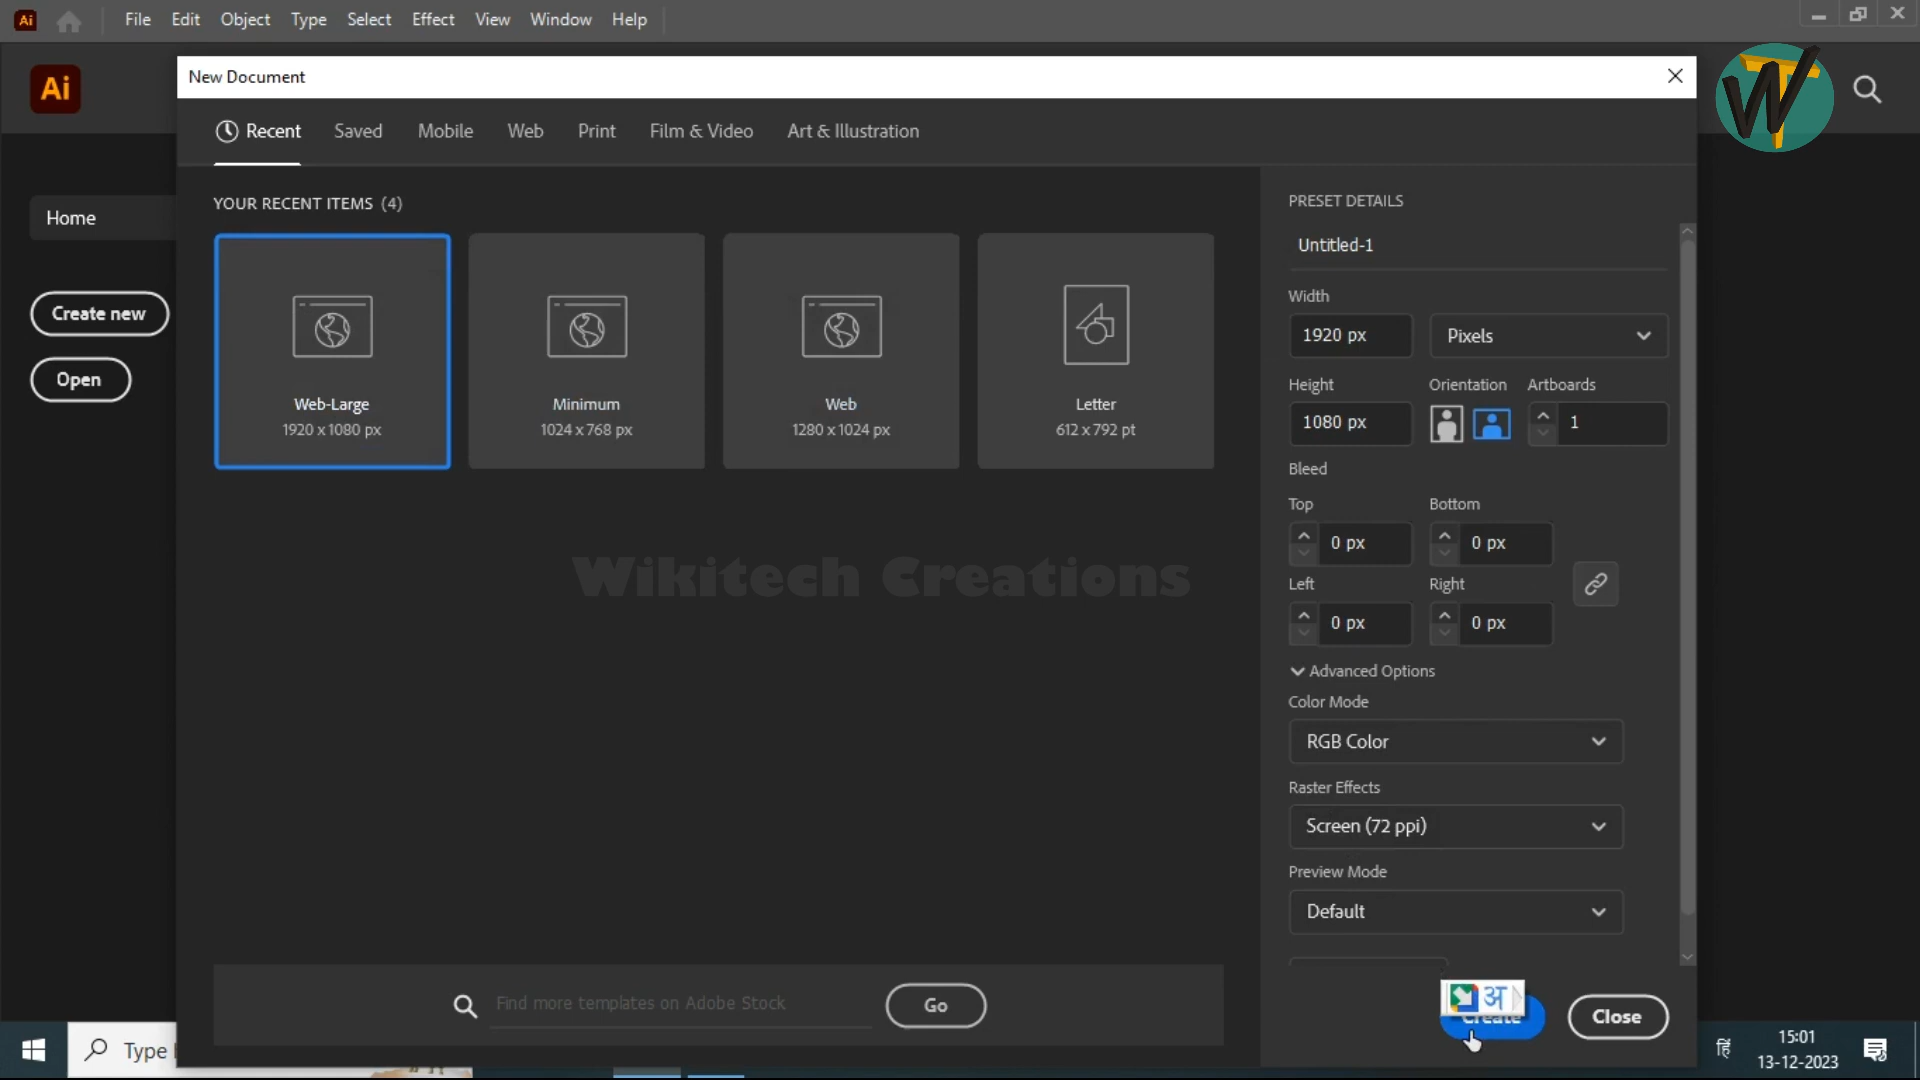 Ai File Edit Object Type Select Effect View Window Help
Ai
New Document
Recent Saved Mobile Web Print Film & Video Art & Illustration
WT
YOUR RECENT ITEMS (4)
Home
Create new
Open
Web-Large
1920 x 1080 px
Minimum
1024 x 768 px
Web
1280 x 1024 px
Letter
612 x 792 pt
Wikitech Creations
Find more templates on Adobe Stock
Go
PRESET DETAILS
Untitled-1
Width
1920 px Pixels
Height Orientation Artboards
1080 px 1
Bleed
Top Bottom
0 px 0 px
Left Right
0 px 0 px
Advanced Options
Color Mode
RGB Color
Raster Effects
Screen (72 ppi)
Preview Mode
Default
अ
Create Close
Type
हिं
15:01
13-12-2023